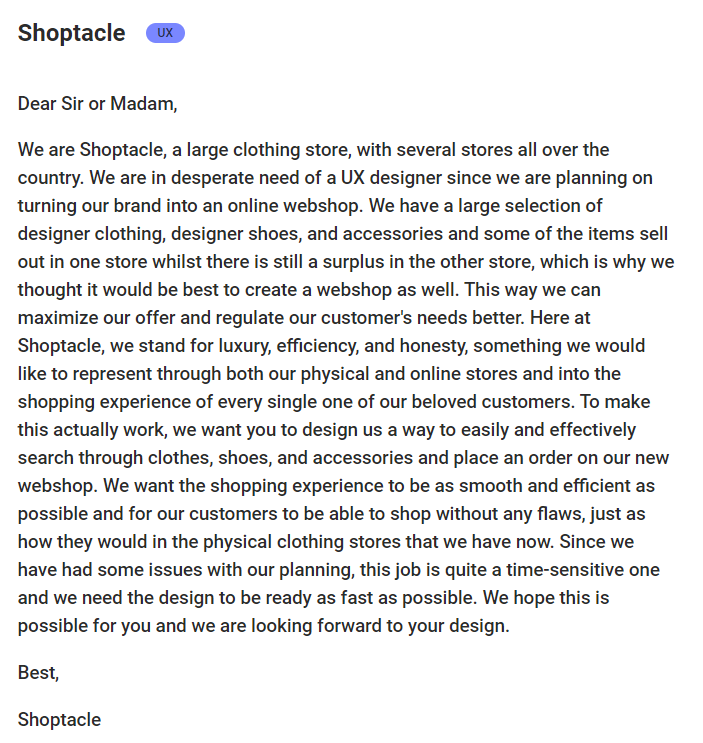 Shoptacle UX
Dear Sir or Madam,
We are Shoptacle, a large clothing store, with several stores all over the
country. We are in desperate need of a UX designer since we are planning on
turning our brand into an online webshop. We have a large selection of
designer clothing, designer shoes, and accessories and some of the items sell
out in one store whilst there is still a surplus in the other store, which is why we
thought it would be best to create a webshop as well. This way we can
maximize our offer and regulate our customer's needs better. Here at
Shoptacle, we stand for luxury, efficiency, and honesty, something we would
like to represent through both our physical and online stores and into the
shopping experience of every single one of our beloved customers. To make
this actually work, we want you to design us a way to easily and effectively
search through clothes, shoes, and accessories and place an order on our new
webshop. We want the shopping experience to be as smooth and efficient as
possible and for our customers to be able to shop without any flaws, just as
how they would in the physical clothing stores that we have now. Since we
have had some issues with our planning, this job is quite a time-sensitive one
and we need the design to be ready as fast as possible. We hope this is
possible for you and we are looking forward to your design.
Best,
Shoptacle